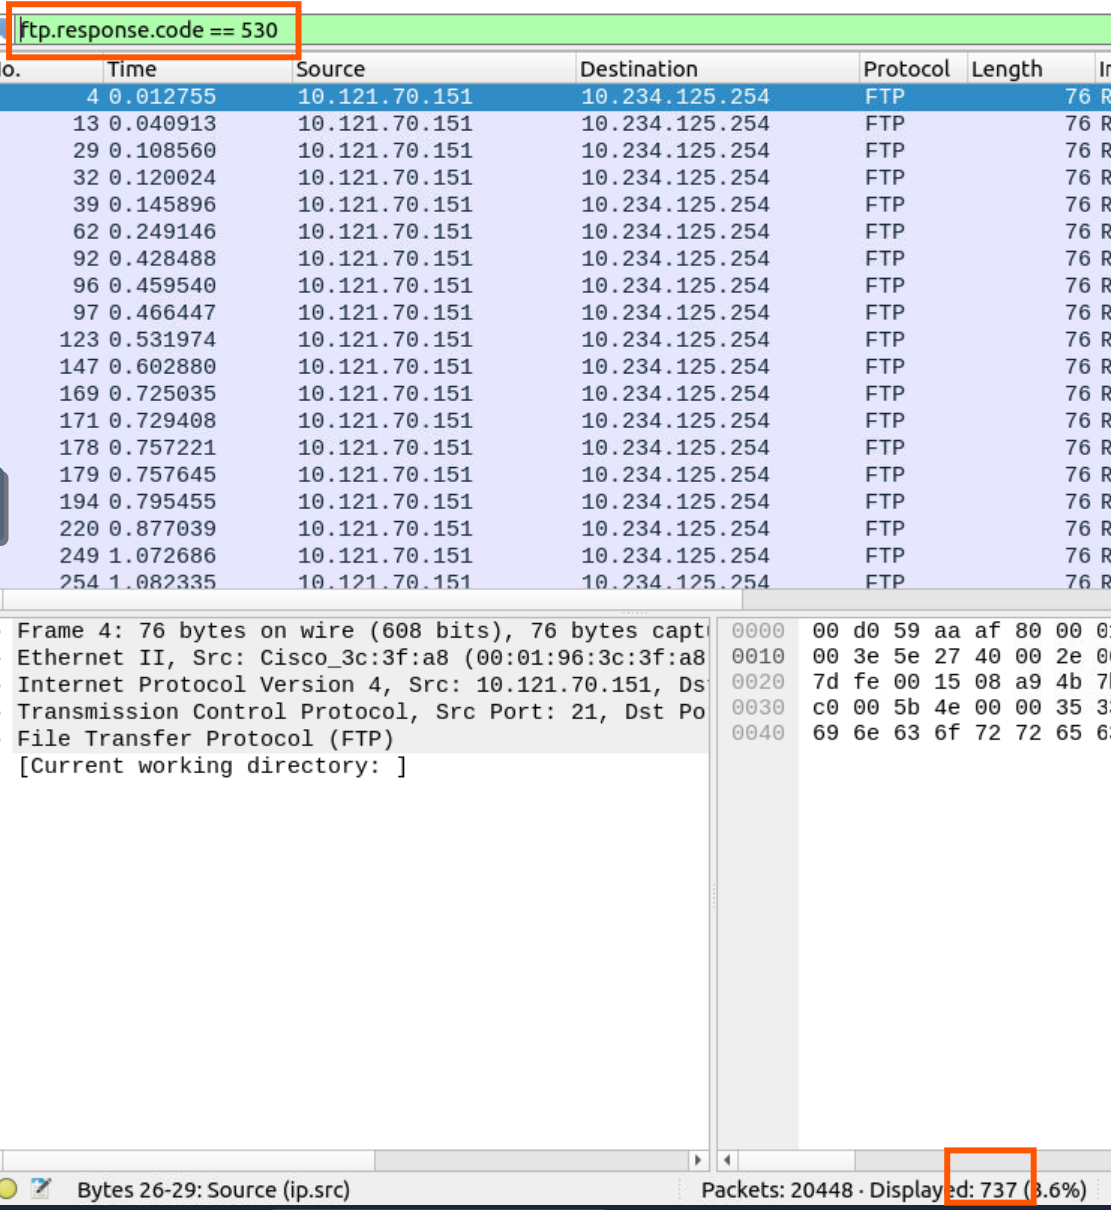 ftp.response.code == 530
o. Time Source Destination Protocol Length
4 0.012755 10.121.70.151 10.234.125.254 FTP 76 R
13 0.040913 10.121.70.151 10.234.125.254 FTP 76 R
29 0.108560 10.121.70.151 10.234.125.254 FTP 76 R
32 0.120024 10.121.70.151 10.234.125.254 FTP 76 R
39 0.145896 10.121.70.151 10.234.125.254 FTP 76 R
62 0.249146 10.121.70.151 10.234.125.254 FTP 76 R
92 0.428488 10.121.70.151 10.234.125.254 FTP 76 R
96 0.459540 10.121.70.151 10.234.125.254 FTP 76 R
97 0.466447 10.121.70.151 10.234.125.254 FTP 76 R
123 0.531974 10.121.70.151 10.234.125.254 FTP 76 R
147 0.602880 10.121.70.151 10.234.125.254 FTP 76 R
169 0.725035 10.121.70.151 10.234.125.254 FTP 76 R
171 0.729408 10.121.70.151 10.234.125.254 FTP 76 R
178 0.757221 10.121.70.151 10.234.125.254 FTP 76 R
179 0.757645 10.121.70.151 10.234.125.254 FTP 76 R
194 0.795455 10.121.70.151 10.234.125.254 FTP 76 R
220 0.877039 10.121.70.151 10.234.125.254 FTP 76 R
249 1.072686 10.121.70.151 10.234.125.254 FTP 76 R
254 1.082335 10.121.70.151 10.234.125.254 FTP 76 R
Frame 4: 76 bytes on wire (608 bits), 76 bytes capt
Ethernet II, Src: Cisco_3c:3f:a8 (00:01:96:3c:3f:a8
Internet Protocol Version 4, Src: 10.121.70.151, Ds
Transmission Control Protocol, Src Port: 21, Dst Po
File Transfer Protocol (FTP)
[Current working directory: ]
0000 00 d0 59 aa af 80 00
0010 00 3e 5e 27 40 00 2e
0020 7d fe 00 15 08 a9 4b
0030 c0 00 5b 4e 00 00 35
0040 69 6e 63 6f 72 72 65
Bytes 26-29: Source (ip.src)
Packets: 20448 · Displayed: 737 (3.6%)